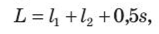 L = l₁ + l₂ + 0,5s,